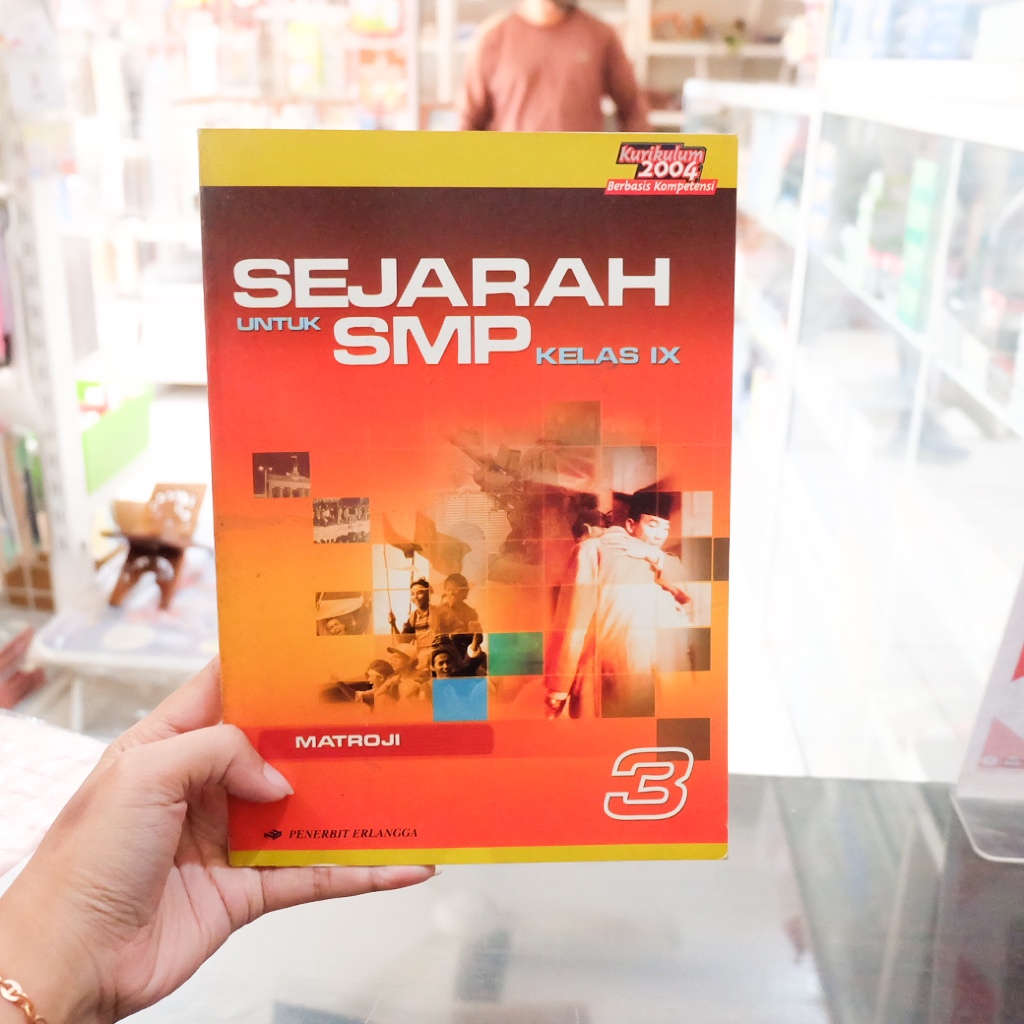 Kurikulum
2004
Berbasis Kompetensi
SEJARAH
UNTUK SMP KELAS IX
MATROJI
3
PENERBIT ERLANGGA